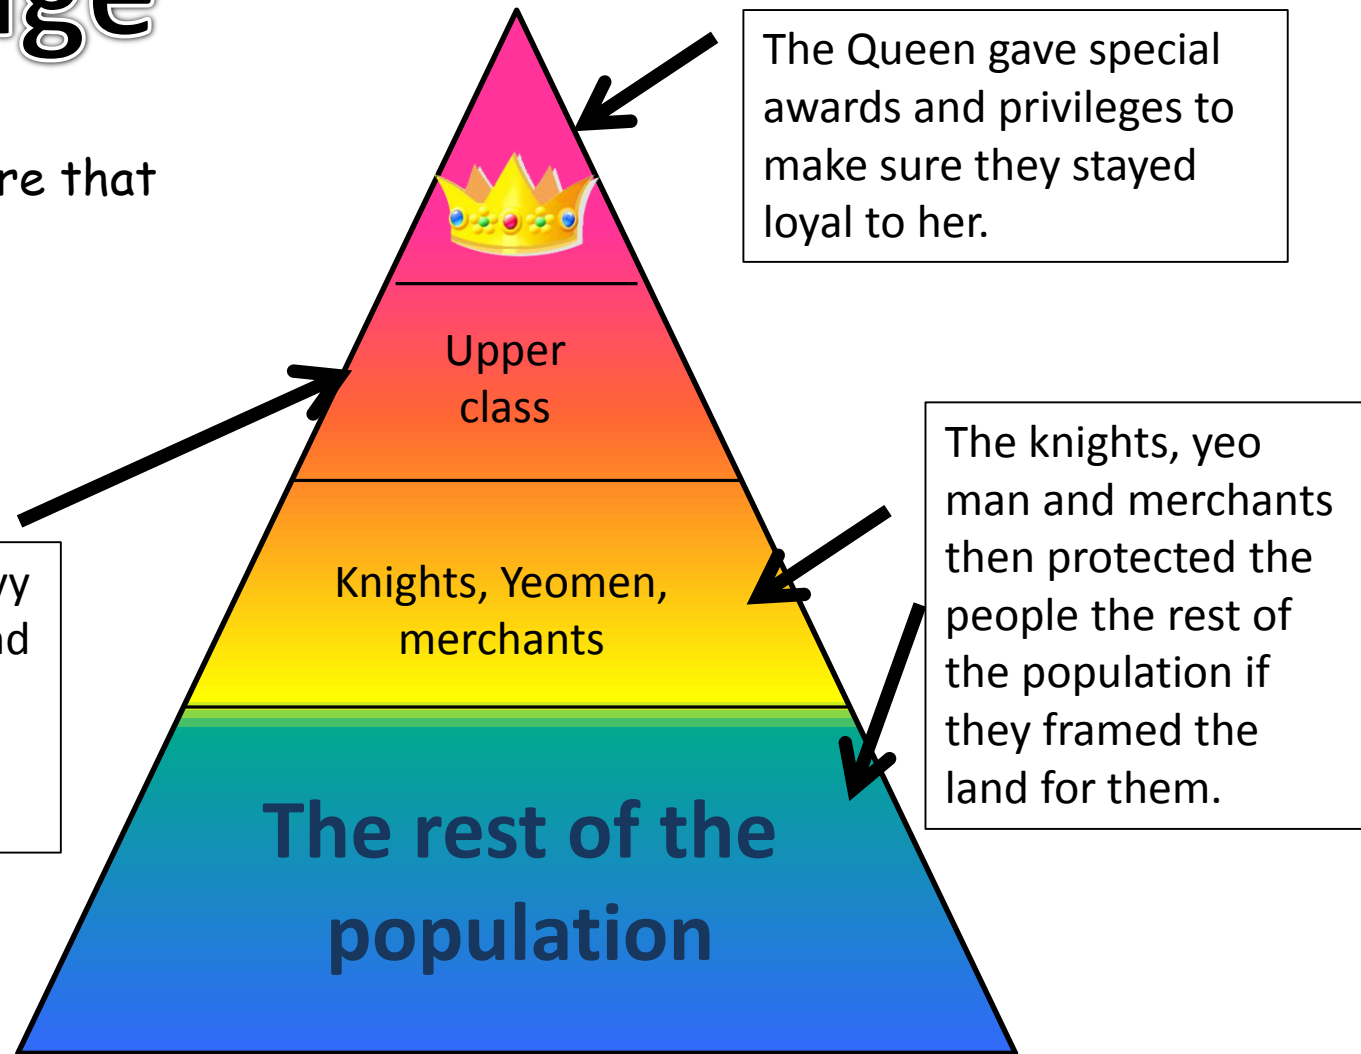 The Queen gave special
awards and privileges to
make sure they stayed
loyal to her.
that
Upper
class
The knights, yeo
man and merchants
then protected the
people the rest of
the population if
they framed the
land for them.
Knights, Yeomen,
merchants
The rest of the
population